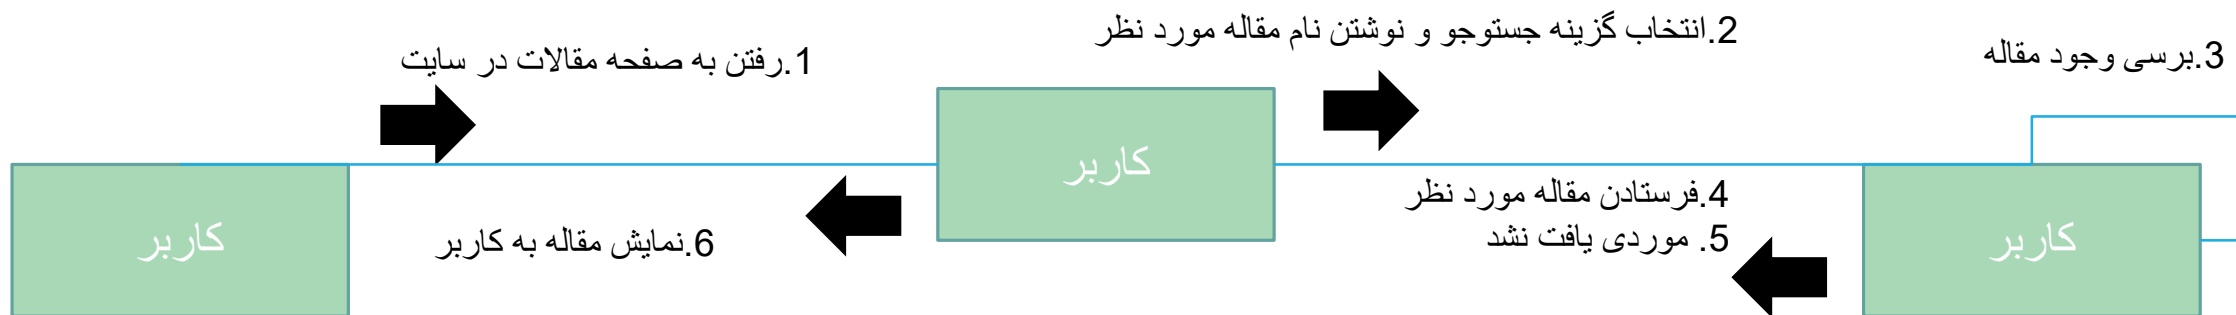 1.رفتن به صفحه مقالات در سایت
2.انتخاب گزینه جستوجو و نوشتن نام مقاله مورد نظر
3.برسی وجود مقاله
کاربر
کاربر
کاربر
4.فرستادن مقاله مورد نظر
5. موردی یافت نشد
6.نمایش مقاله به کاربر